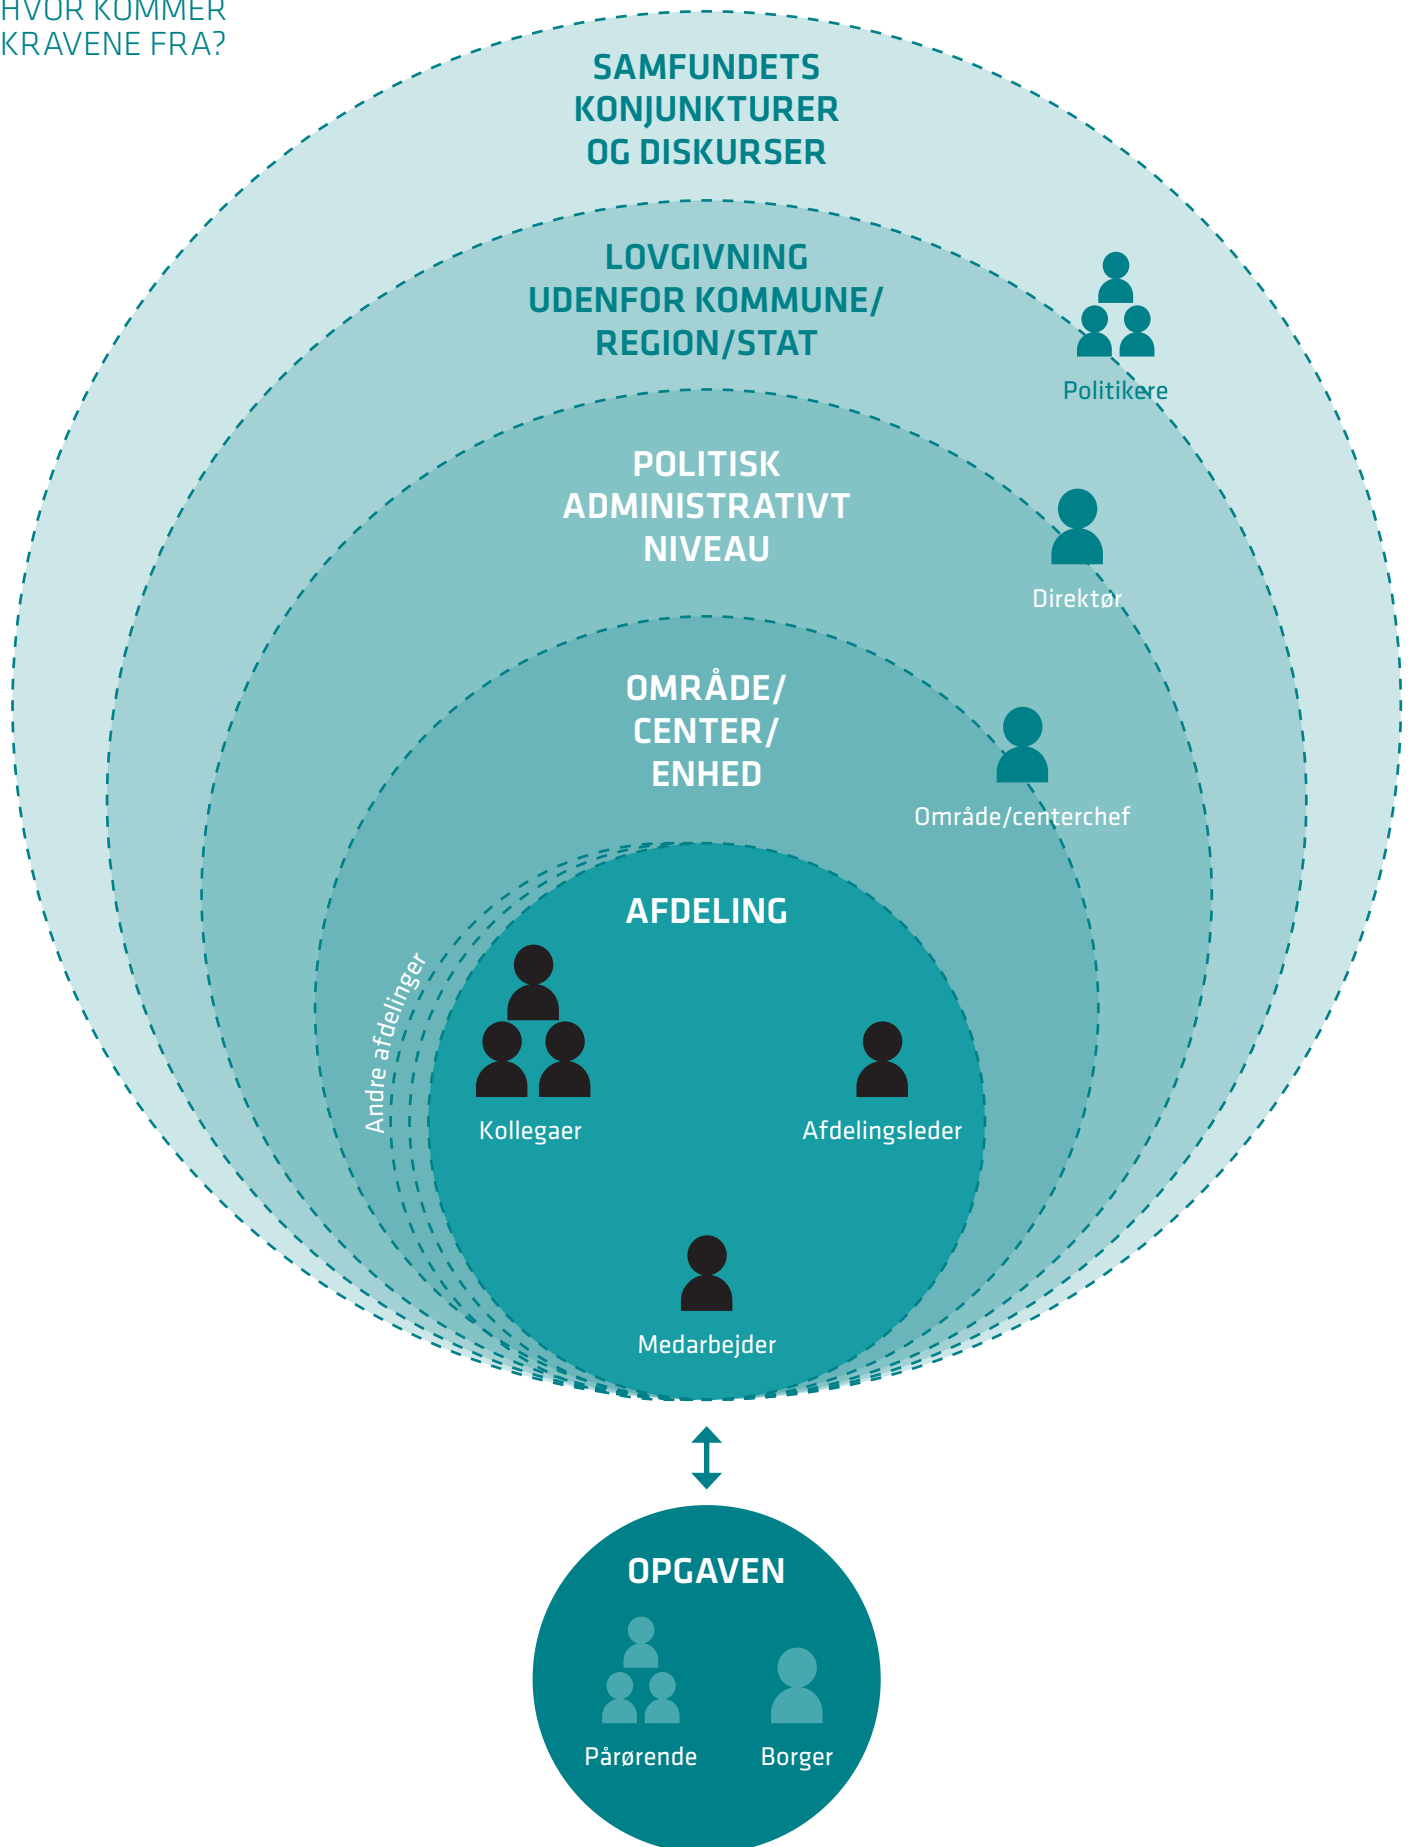 HVOR KOMMER
KRAVENE FRA?
SAMFUNDETS
KONJUNKTURER
OG DISKURSER
LOVGIVNING
UDENFOR KOMMUNE/
REGION/STAT
Politikere
POLITISK
ADMINISTRATIVT
NIVEAU
Direktør
OMRÅDE/
CENTER/
ENHED
Område/centerchef
AFDELING
Andre afdelinger
Kollegaer
Afdelingsleder
Medarbejder
OPGAVEN
Pårørende
Borger